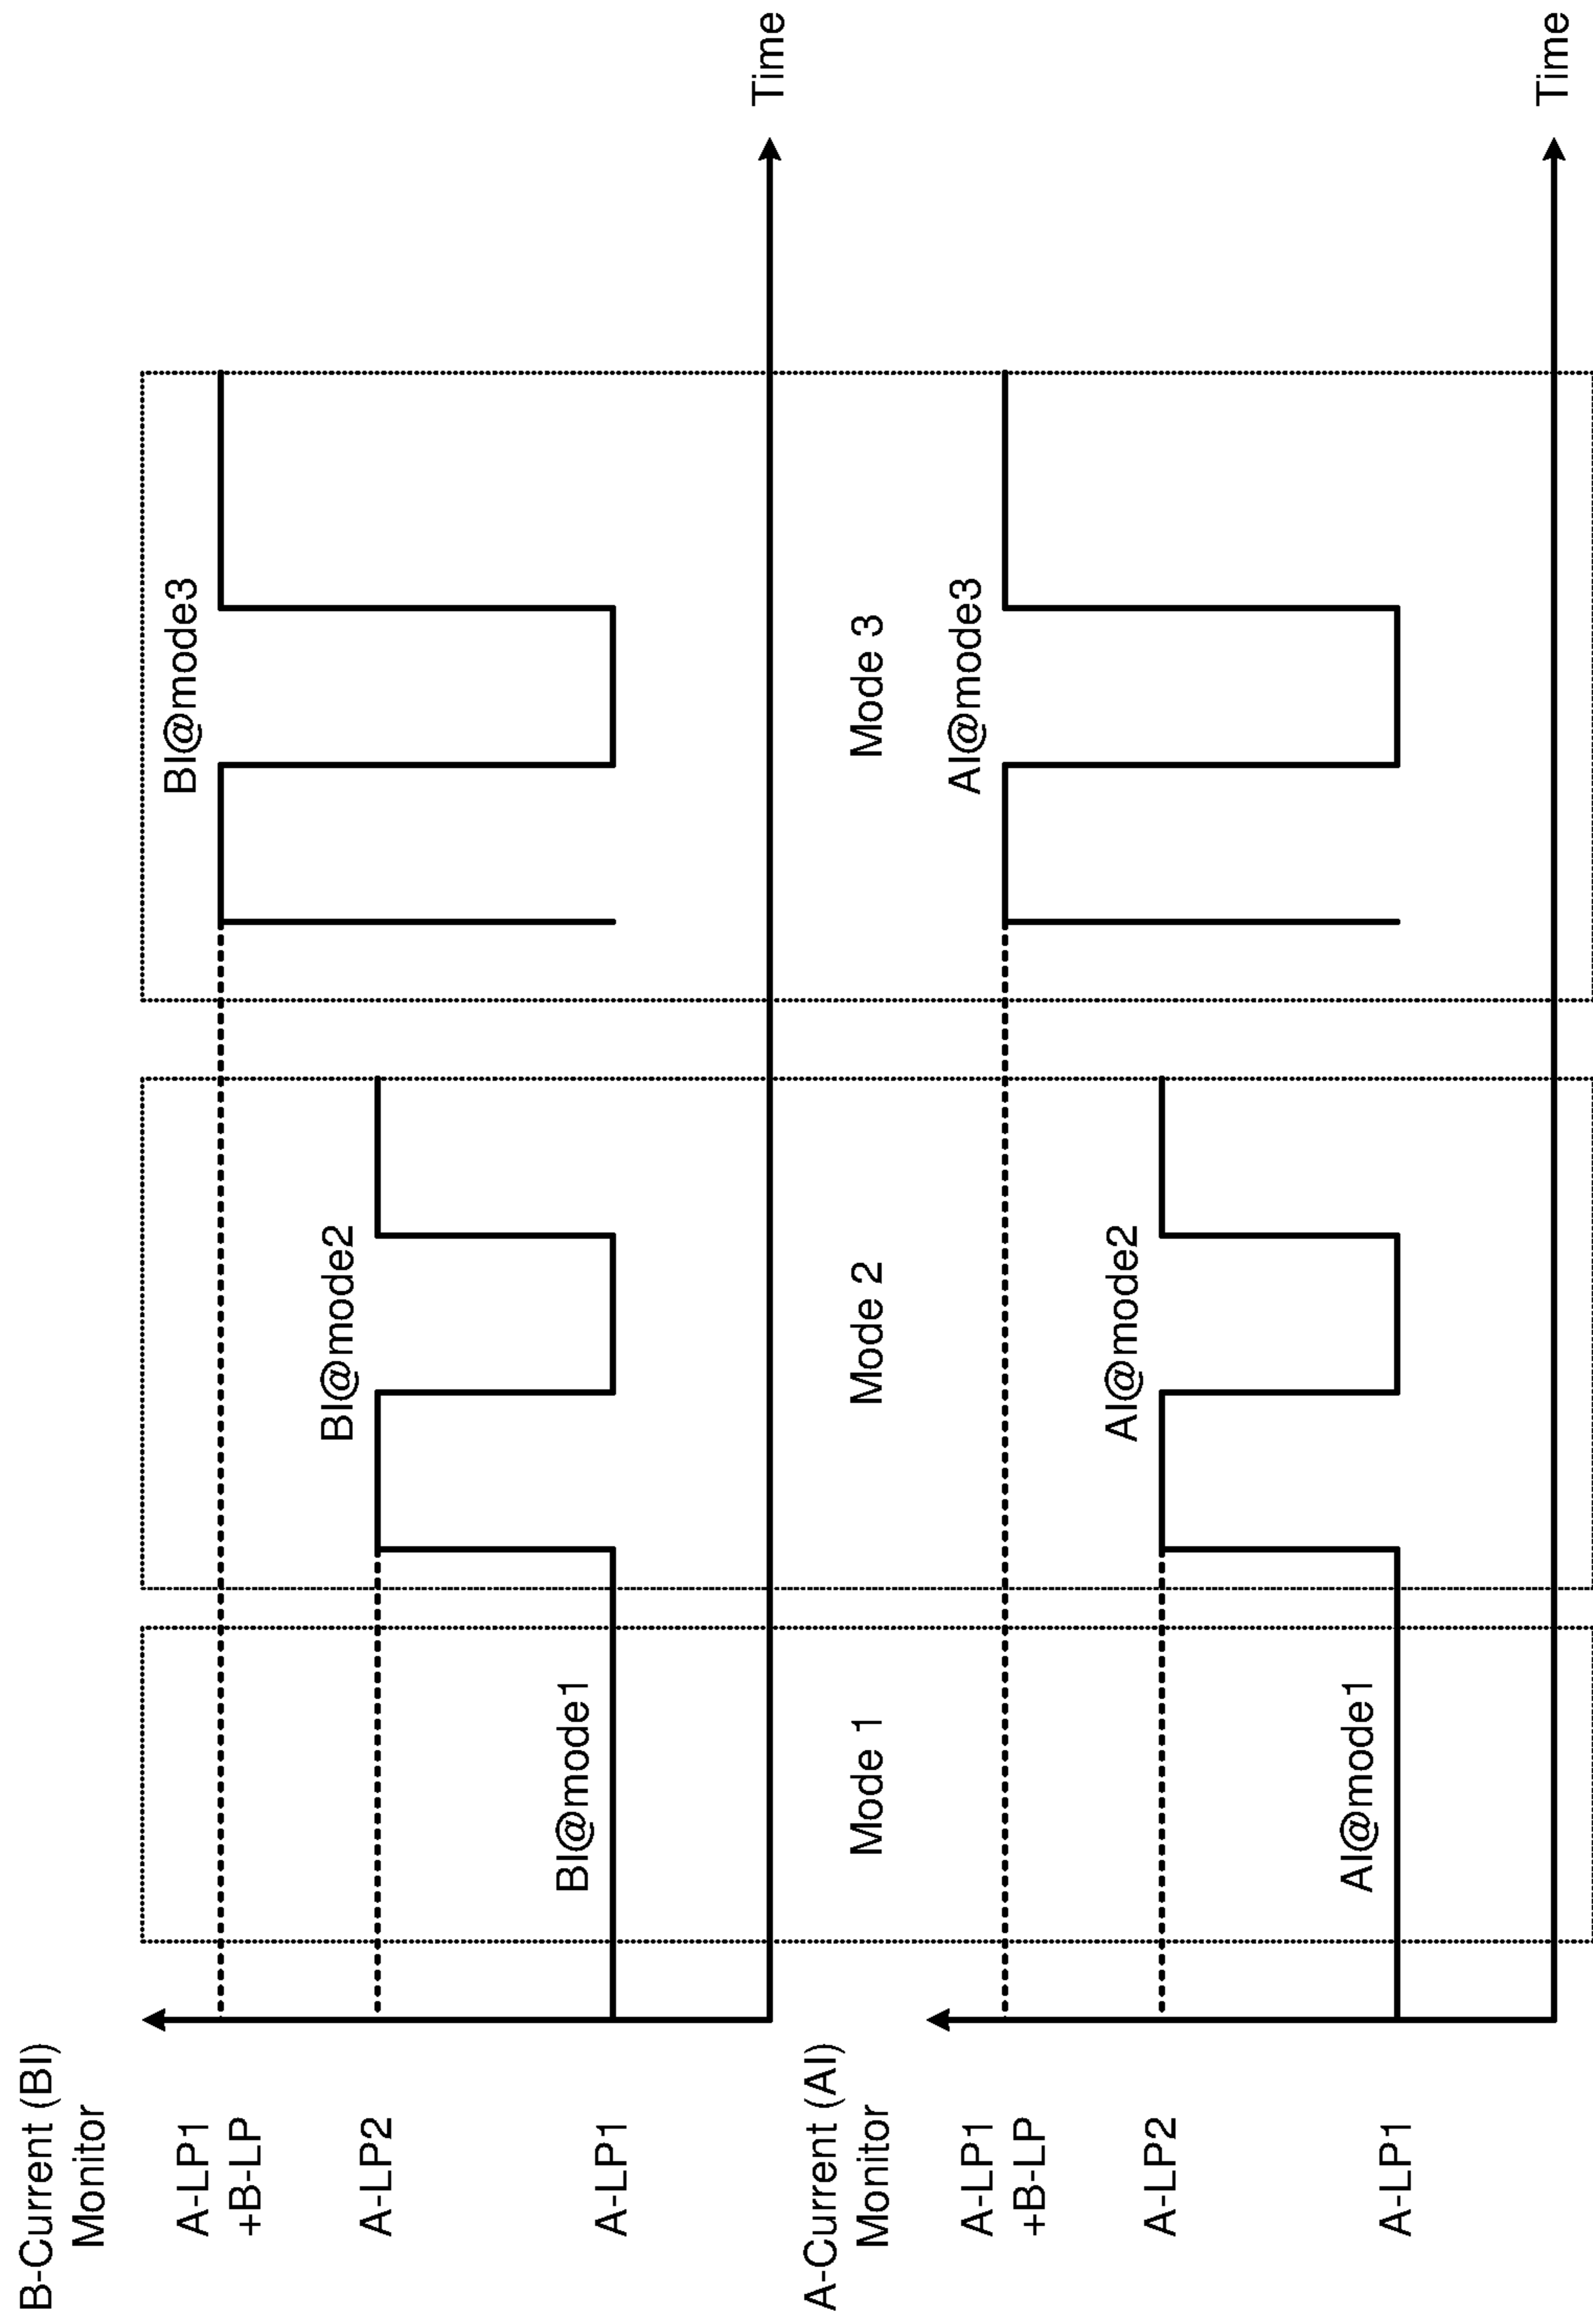 B-Current (BI)
Monitor
A-LP1
+B-LP
A-LP2
A-LP1
BI@mode1
BI@mode2
BI@mode3
Time
Mode 1
Mode 2
Mode 3
A-Current (AI)
Monitor
A-LP1
+B-LP
A-LP2
A-LP1
AI@mode1
AI@mode2
AI@mode3
Time